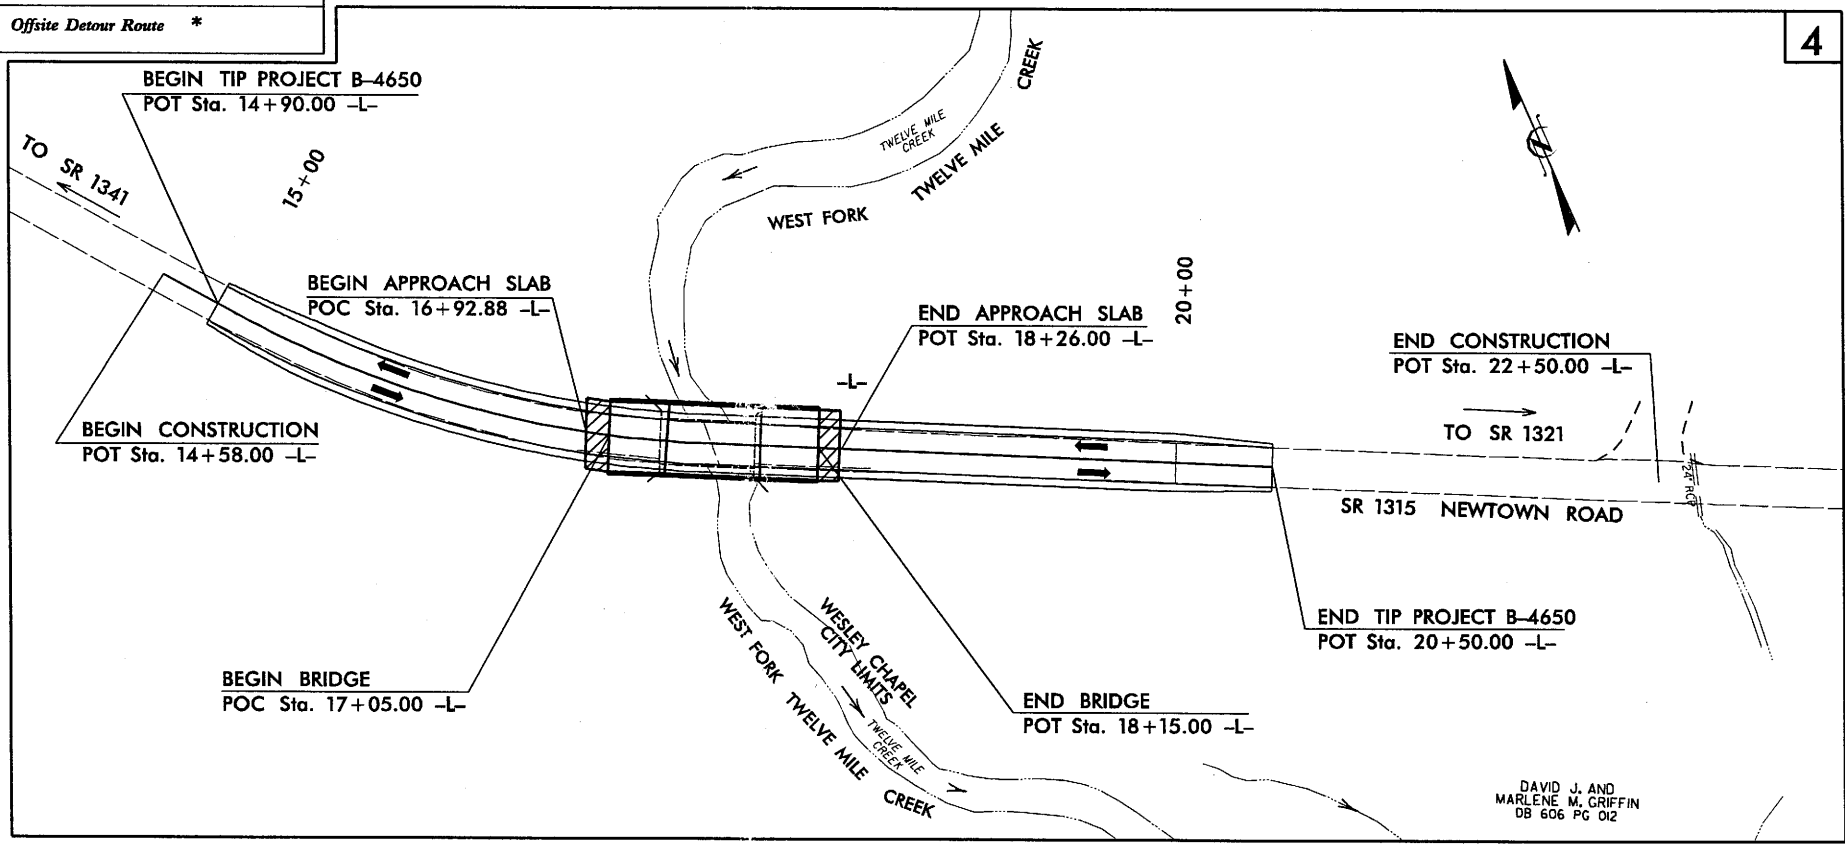 Offsite Detour Route *
4
BEGIN TIP PROJECT B-4650
POT Sta. 14+90.00 -L-
TO SR 1341
15+00
TWELVE MILE
CREEK
WEST FORK TWELVE MILE CREEK
N
BEGIN APPROACH SLAB
POC Sta. 16+92.88 -L-
20+00
END APPROACH SLAB
POT Sta. 18+26.00 -L-
END CONSTRUCTION
POT Sta. 22+50.00 -L-
-L-
BEGIN CONSTRUCTION
POT Sta. 14+58.00 -L-
TO SR 1321
24" RCP
SR 1315 NEWTOWN ROAD
END TIP PROJECT B-4650
POT Sta. 20+50.00 -L-
WESLEY CHAPEL
CITY LIMITS
WEST FORK TWELVE MILE CREEK
BEGIN BRIDGE
POC Sta. 17+05.00 -L-
END BRIDGE
POT Sta. 18+15.00 -L-
TWELVE MILE
CREEK
DAVID J. AND
MARLENE M. GRIFFIN
DB 606 PG 012